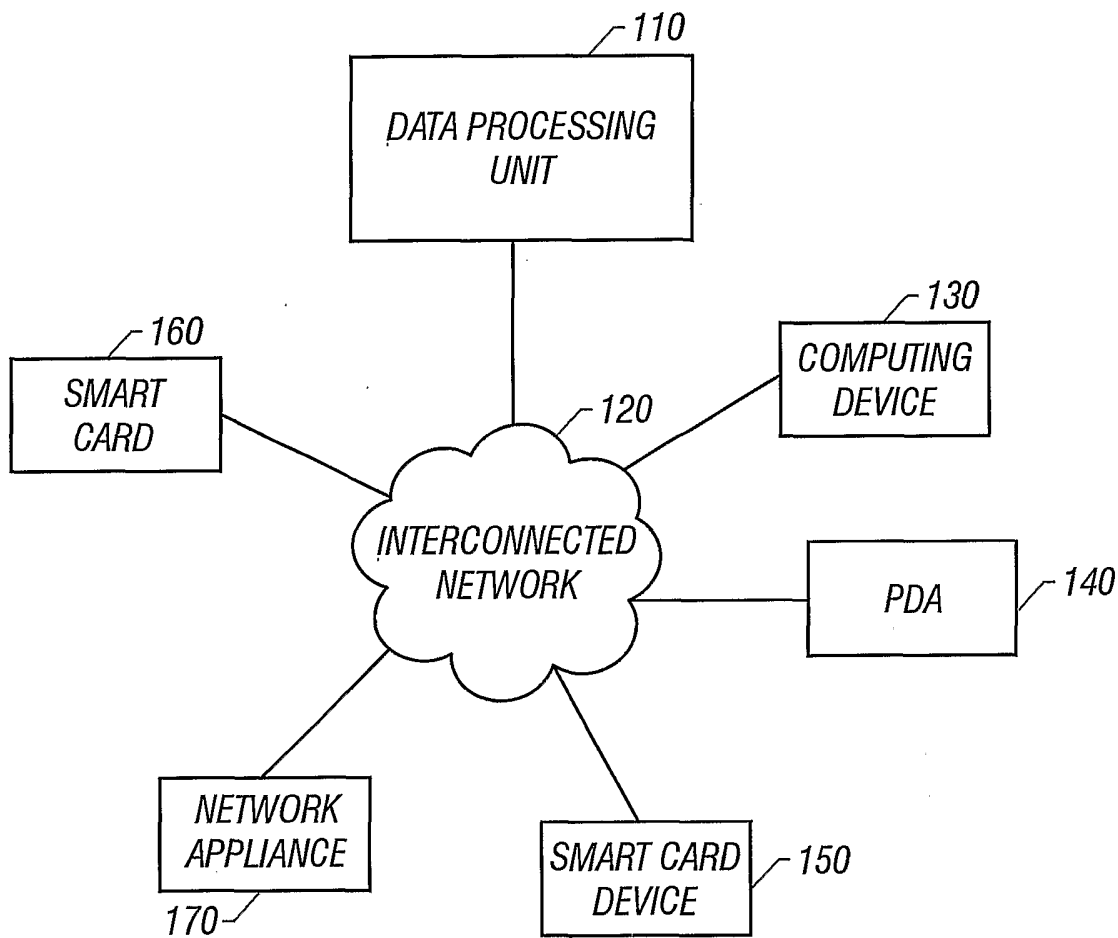 110
DATA PROCESSING
UNIT
130
COMPUTING
DEVICE
160
SMART
CARD
120
INTERCONNECTED
NETWORK
PDA
140
NETWORK
APPLIANCE
170
SMART CARD
DEVICE
150